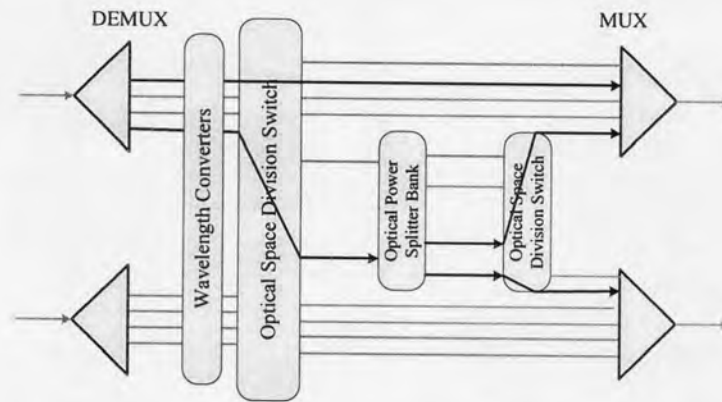 DEMUX
MUX
Wavelength Converters
Optical Space Division Switch
Optical Power
Splitter Bank
Optical Space
Division Switch